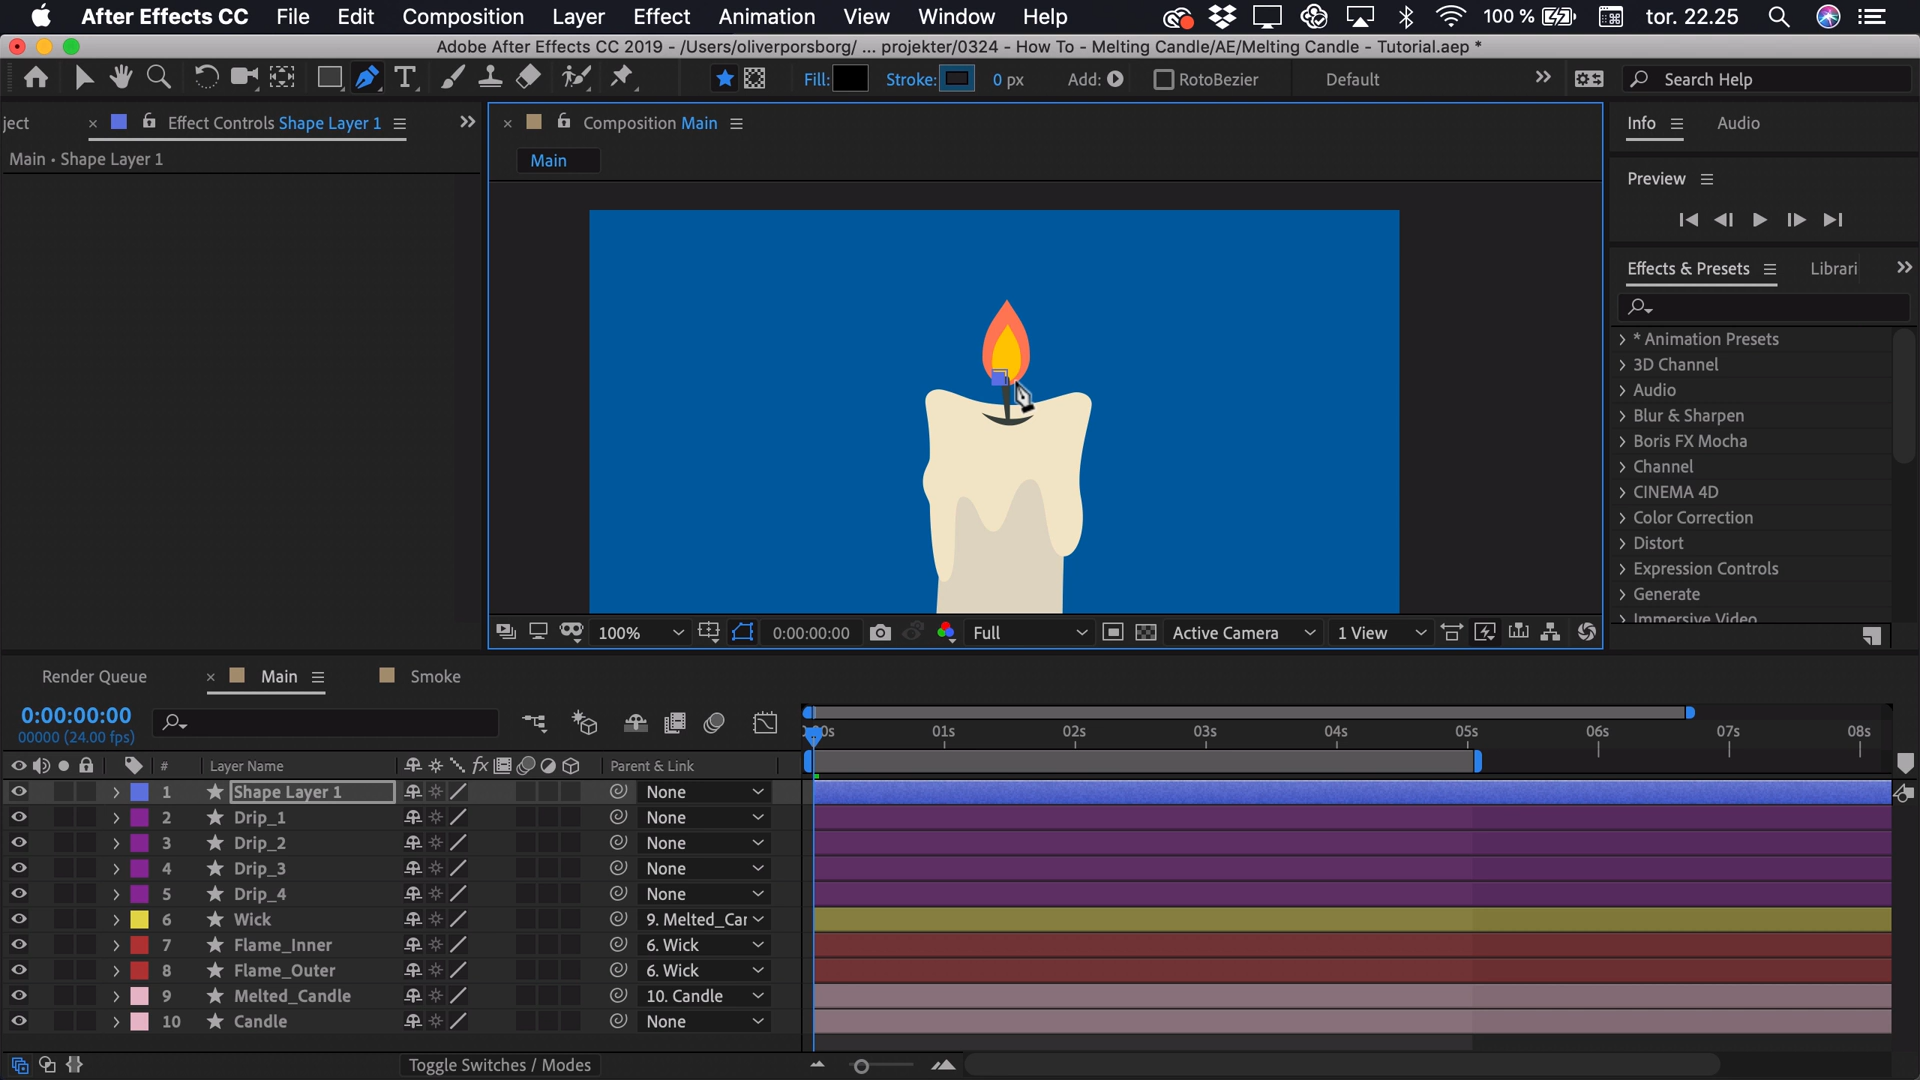 After Effects CC File Edit Composition Layer Effect Animation View Window Help 100 % tor. 22.25
Adobe After Effects CC 2019 - /Users/oliverporsborg/ ... projekter/0324 - How To - Melting Candle/AE/Melting Candle - Tutorial.aep *
Fill: Stroke: 0 px Add: RotoBezier Default Search Help
ject Effect Controls Shape Layer 1
Main • Shape Layer 1
Composition Main
Main
Info Audio
Preview
Effects & Presets Librari
* Animation Presets
3D Channel
Audio
Blur & Sharpen
Boris FX Mocha
Channel
CINEMA 4D
Color Correction
Distort
Expression Controls
Generate
Immersive Video
100% 0:00:00:00 Full Active Camera 1 View
Render Queue Main Smoke
0:00:00:00
00000 (24.00 fps)
01s 02s 03s 04s 05s 06s 07s 08s
# Layer Name fx Parent & Link
1 Shape Layer 1 None
2 Drip_1 None
3 Drip_2 None
4 Drip_3 None
5 Drip_4 None
6 Wick 9. Melted_Car
7 Flame_Inner 6. Wick
8 Flame_Outer 6. Wick
9 Melted_Candle 10. Candle
10 Candle None
Toggle Switches / Modes